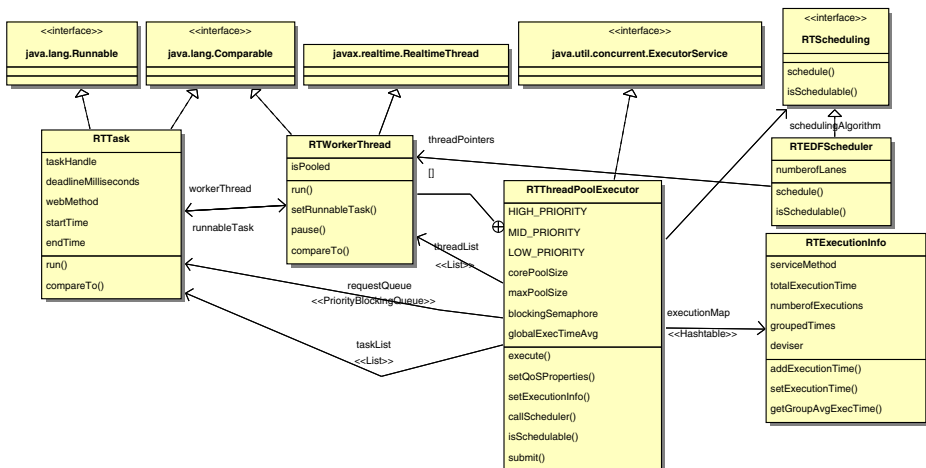 <<interface>>
java.lang.Runnable
<<interface>>
java.lang.Comparable
javax.realtime.RealtimeThread
<<interface>>
java.util.concurrent.ExecutorService
<<interface>>
RTScheduling
schedule()
isSchedulable()
RTTask
taskHandle
deadlineMilliseconds
webMethod
startTime
endTime
run()
compareTo()
workerThread
runnableTask
RTWorkerThread
isPooled
run()
setRunnableTask()
pause()
compareTo()
threadPointers
[]
schedulingAlgorithm
RTEDFScheduler
numberofLanes
schedule()
isSchedulable()
RTThreadPoolExecutor
HIGH_PRIORITY
MID_PRIORITY
LOW_PRIORITY
corePoolSize
maxPoolSize
blockingSemaphore
globalExecTimeAvg
execute()
setQoSProperties()
setExecutionInfo()
callScheduler()
isSchedulable()
submit()
threadList
<<List>>
requestQueue
<<PriorityBlockingQueue>>
taskList
<<List>>
executionMap
<<Hashtable>>
RTExecutionInfo
serviceMethod
totalExecutionTime
numberofExecutions
groupedTimes
deviser
addExecutionTime()
setExecutionTime()
getGroupAvgExecTime()